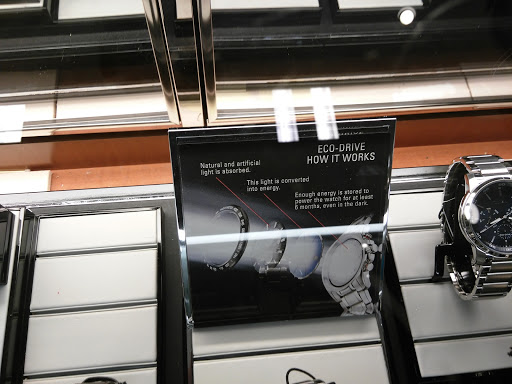 ECO-DRIVE
HOW IT WORKS
Natural and artificial
light is absorbed.
This light is converted
into energy.
Enough energy is stored to
power the watch for at least
6 months, even in the dark.